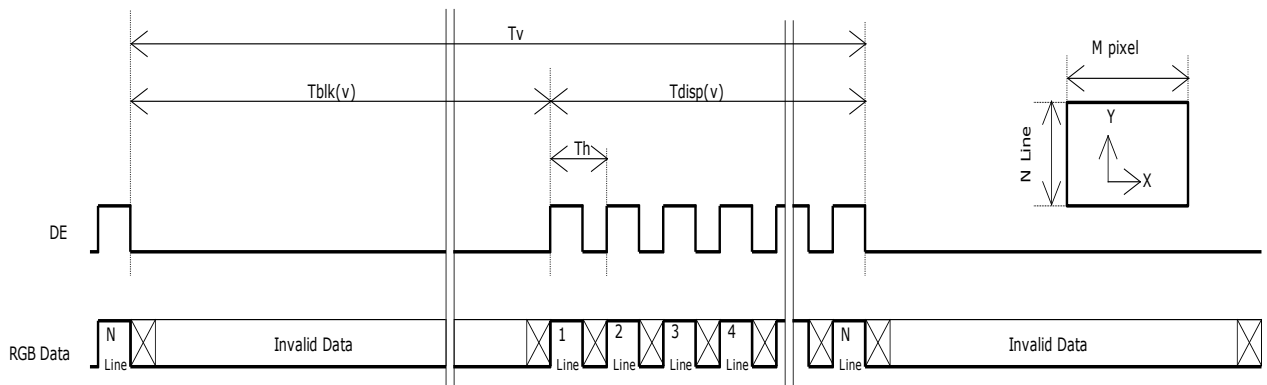 Tv
M pixel
Tblk(v)
Tdisp(v)
N Line
Y
X
Th
DE
RGB Data
N
Line
Invalid Data
1
Line
2
Line
3
Line
4
Line
N
Line
Invalid Data